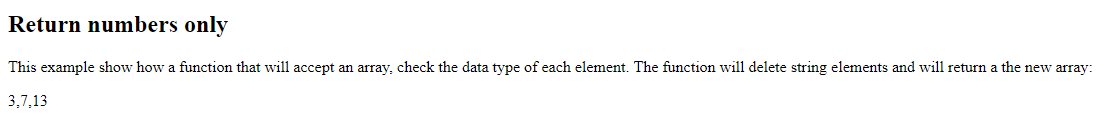 Return numbers only
This example show how a function that will accept an array, check the data type of each element. The function will delete string elements and will return a the new array:
3,7,13